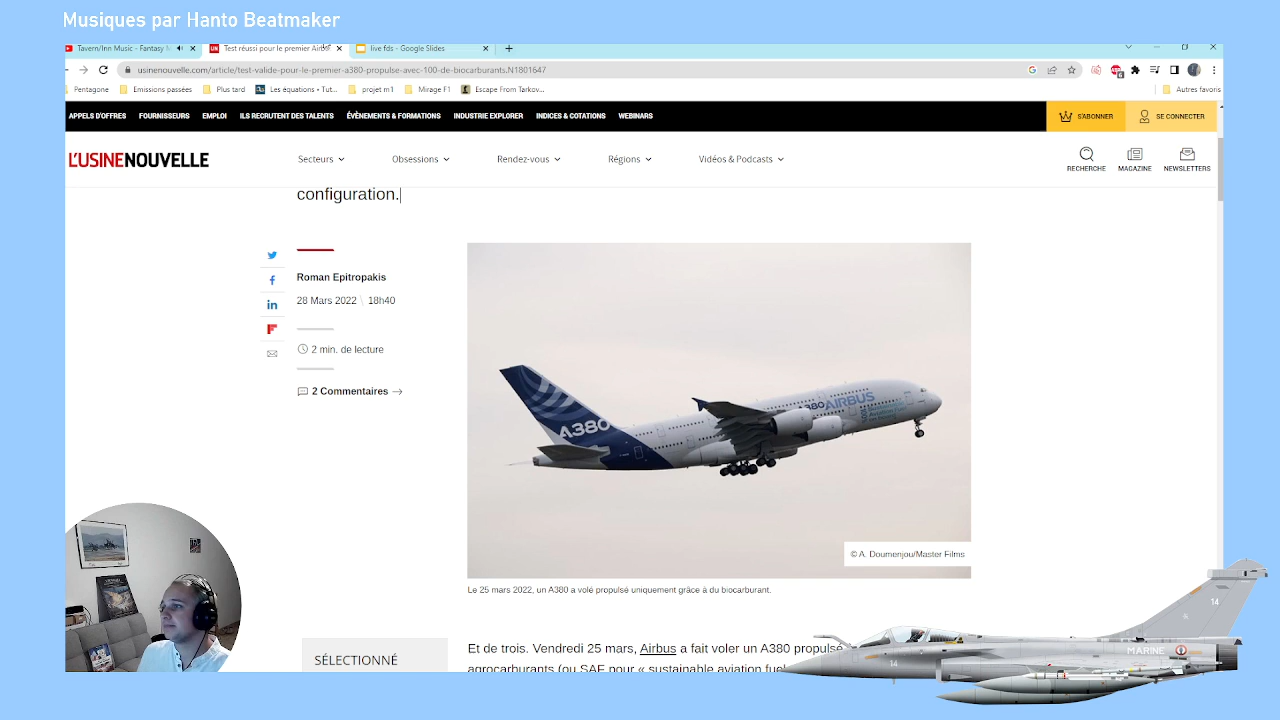 Musiques par Hanto Beatmaker
Tavern/Inn Music - Fantasy M
Test réussi pour le premier Airb
live fds - Google Slides
usinenouvelle.com/article/test-valide-pour-le-premier-a380-propulse-avec-100-de-biocarburants.N1801647
Pentagone
Emissions passées
Plus tard
Les équations • Tut...
projet m1
Mirage F1
Escape From Tarkov...
Autres favoris
APPELS D'OFFRES
FOURNISSEURS
EMPLOI
ILS RECRUTENT DES TALENTS
ÉVÈNEMENTS & FORMATIONS
INDUSTRIE EXPLORER
INDICES & COTATIONS
WEBINARS
S'ABONNER
SE CONNECTER
L'USINENOUVELLE
Secteurs
Obsessions
Rendez-vous
Régions
Vidéos & Podcasts
RECHERCHE
MAGAZINE
NEWSLETTERS
configuration.
Roman Epitropakis
28 Mars 2022 \ 18h40
2 min. de lecture
2 Commentaires
A380
A380 AIRBUS
© A. Doumenjou/Master Films
Le 25 mars 2022, un A380 a volé propulsé uniquement grâce à du biocarburant.
SÉLECTIONNÉ
Et de trois. Vendredi 25 mars, Airbus a fait voler un A380 propulsé
agrocarburants (ou SAF pour « sustainable aviation fuel
14
14
MARINE